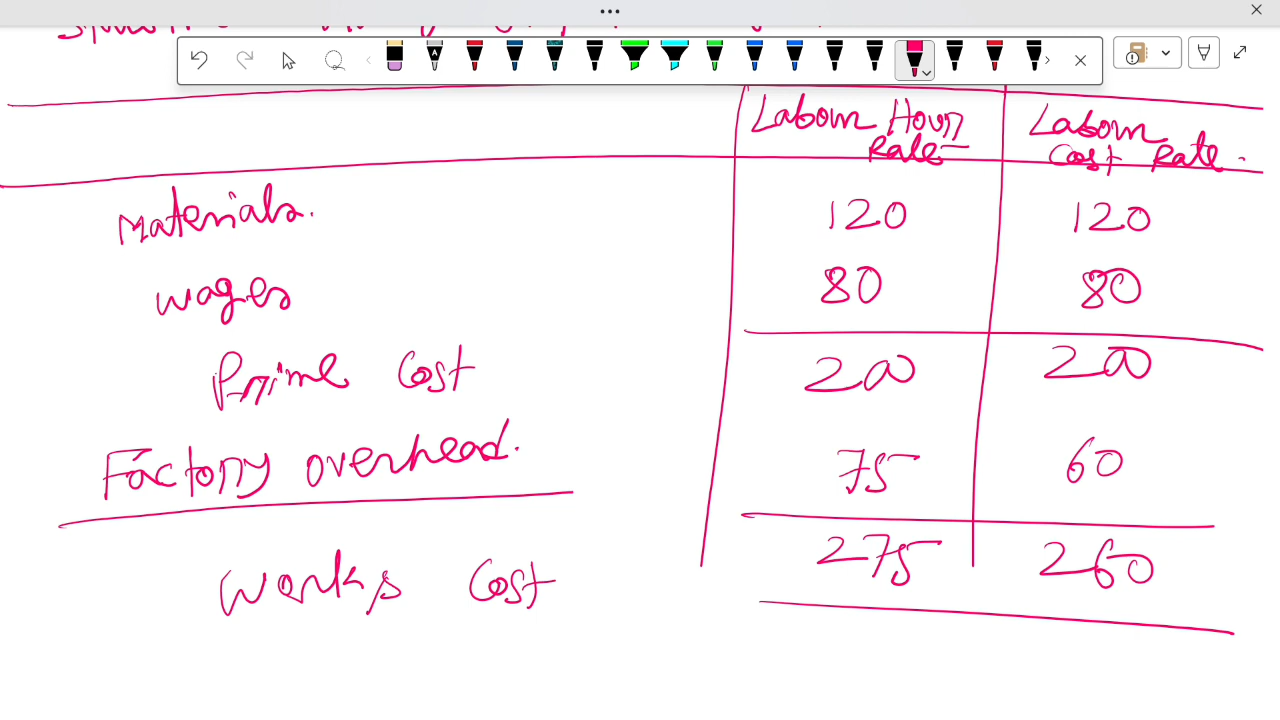 Labour Hour Labour
Rate Cost Rate.
Materials. 120 120
Wages 80 80
Prime Cost 200 200
Factory overhead. 75 60
Works Cost 275 260